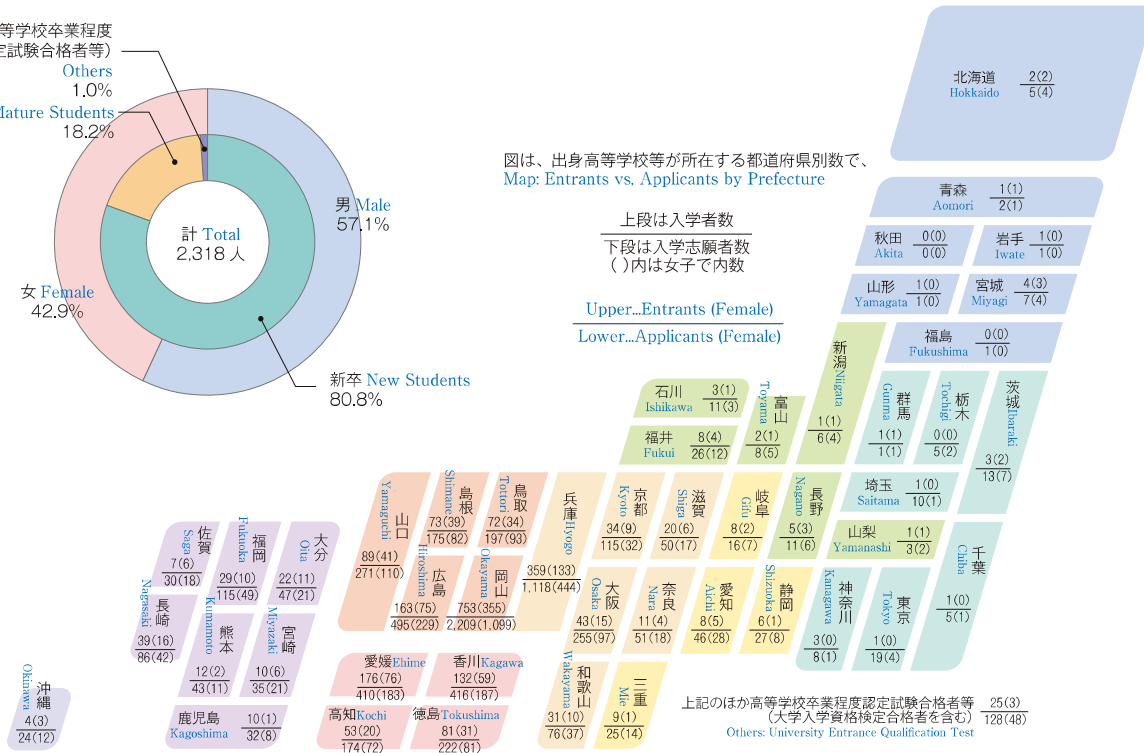 等学校卒業程度
定試験合格者等)
Others
1.0%
Mature Students
18.2%
男 Male
57.1%
計 Total
2,318 人
女 Female
42.9%
新卒 New Students
80.8%
図は、出身高等学校等が所在する都道府県別数で、
Map: Entrants vs. Applicants by Prefecture
上段は入学者数
下段は入学志願者数
( )内は女子で内数
Upper...Entrants (Female)
Lower...Applicants (Female)
北海道
Hokkaido
2(2)
5(4)
青森
Aomori
1(1)
2(1)
秋田
Akita
0(0)
0(0)
岩手
Iwate
1(0)
1(0)
山形
Yamagata
1(0)
1(0)
宮城
Miyagi
4(3)
7(4)
福島
Fukushima
0(0)
1(0)
新潟 Niigata
1(1)
6(4)
群馬
Gunma
1(1)
1(1)
栃木
Tochigi
0(0)
5(2)
茨城 Ibaraki
3(2)
13(7)
石川
Ishikawa
3(1)
11(3)
福井
Fukui
8(4)
26(12)
富山
Toyama
2(1)
8(5)
埼玉
Saitama
1(0)
10(1)
山梨
Yamanashi
1(1)
3(2)
長野
Nagano
5(3)
11(6)
岐阜
Gifu
8(2)
16(7)
滋賀
Shiga
20(6)
50(17)
京都
Kyoto
34(9)
115(32)
兵庫 Hyogo
359(133)
1,118(444)
鳥取
Tottori
72(34)
197(93)
島根
Shimane
73(39)
175(82)
山口
Yamaguchi
89(41)
271(110)
広島
Hiroshima
163(75)
495(229)
岡山
Okayama
753(355)
2,209(1,099)
大阪
Osaka
43(15)
255(97)
奈良
Nara
11(4)
51(18)
愛知
Aichi
8(5)
46(28)
静岡
Shizuoka
6(1)
27(8)
神奈川
Kanagawa
3(0)
8(1)
東京
Tokyo
1(0)
19(4)
千葉
Chiba
1(0)
5(1)
和歌山
Wakayama
31(10)
76(37)
三重
Mie
9(1)
25(14)
愛媛 Ehime
176(76)
410(183)
香川 Kagawa
132(59)
416(187)
高知 Kochi
53(20)
174(72)
徳島 Tokushima
81(31)
222(81)
佐賀
Saga
7(6)
30(18)
福岡
Fukuoka
29(10)
115(49)
大分
Oita
22(11)
47(21)
長崎
Nagasaki
39(16)
86(42)
熊本
Kumamoto
12(2)
43(11)
宮崎
Miyazaki
10(6)
35(21)
鹿児島
Kagoshima
10(1)
32(8)
沖縄
Okinawa
4(3)
24(12)
上記のほか高等学校卒業程度認定試験合格者等
(大学入学資格検定合格者を含む)
25(3)
128(48)
Others: University Entrance Qualification Test